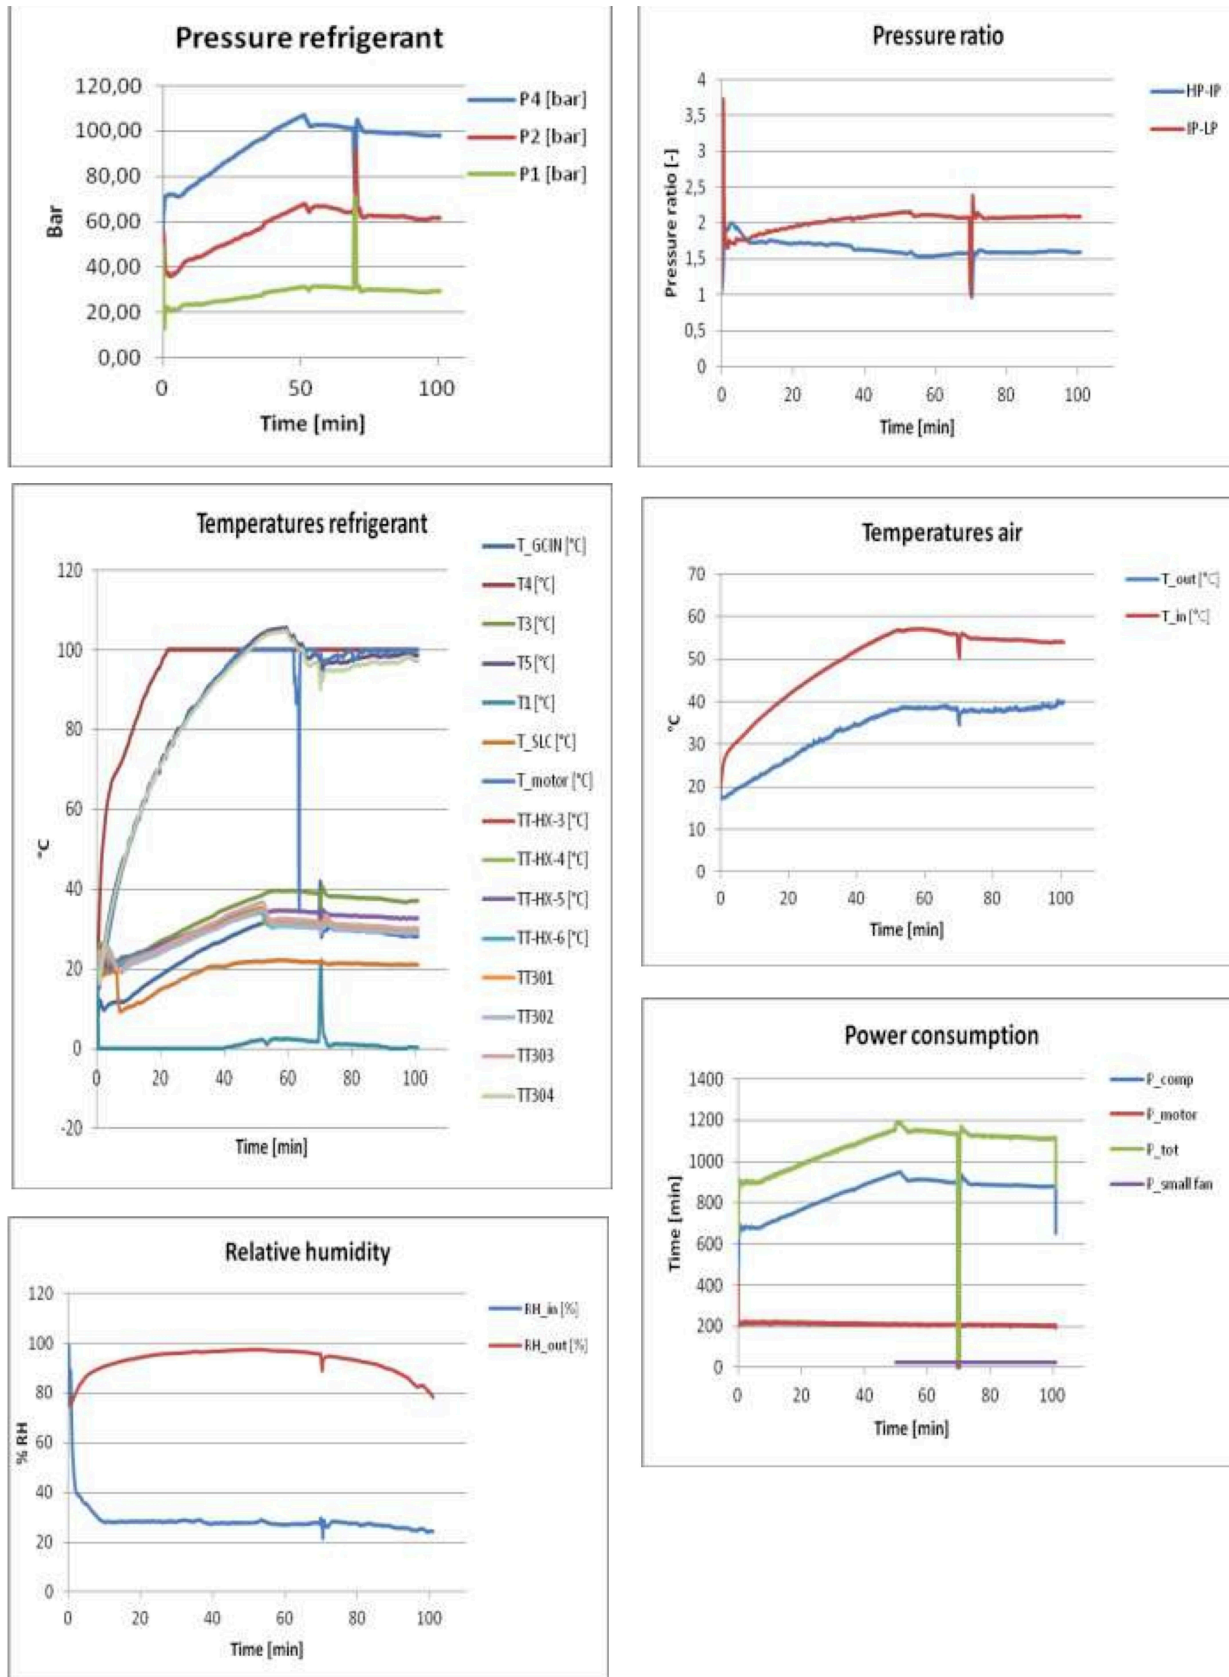 Pressure refrigerant
120,00
100,00
80,00
60,00
40,00
20,00
0,00
Bar
0 50 100
Time [min]
P4 [bar]
P2 [bar]
P1 [bar]
Pressure ratio
4
3,5
3
2,5
2
1,5
1
0,5
0
Pressure ratio [-]
0 20 40 60 80 100
Time [min]
HP-IP
IP-LP
Temperatures refrigerant
120
100
80
60
40
20
0
-20
°C
0 20 40 60 80 100
Time [min]
T_GCIN [°C]
T4 [°C]
T3 [°C]
T5 [°C]
T1 [°C]
T_SLC [°C]
T_motor [°C]
TT-HX-3 [°C]
TT-HX-4 [°C]
TT-HX-5 [°C]
TT-HX-6 [°C]
TT301
TT302
TT303
TT304
Temperatures air
70
60
50
40
30
20
10
0
°C
0 20 40 60 80 100
Time [min]
T_out [°C]
T_in [°C]
Power consumption
1400
1200
1000
800
600
400
200
0
Time [min]
0 20 40 60 80 100
Time [min]
P_comp
P_motor
P_tot
P_small fan
Relative humidity
120
100
80
60
40
20
0
% RH
0 20 40 60 80 100
Time [min]
RH_in [%]
RH_out [%]